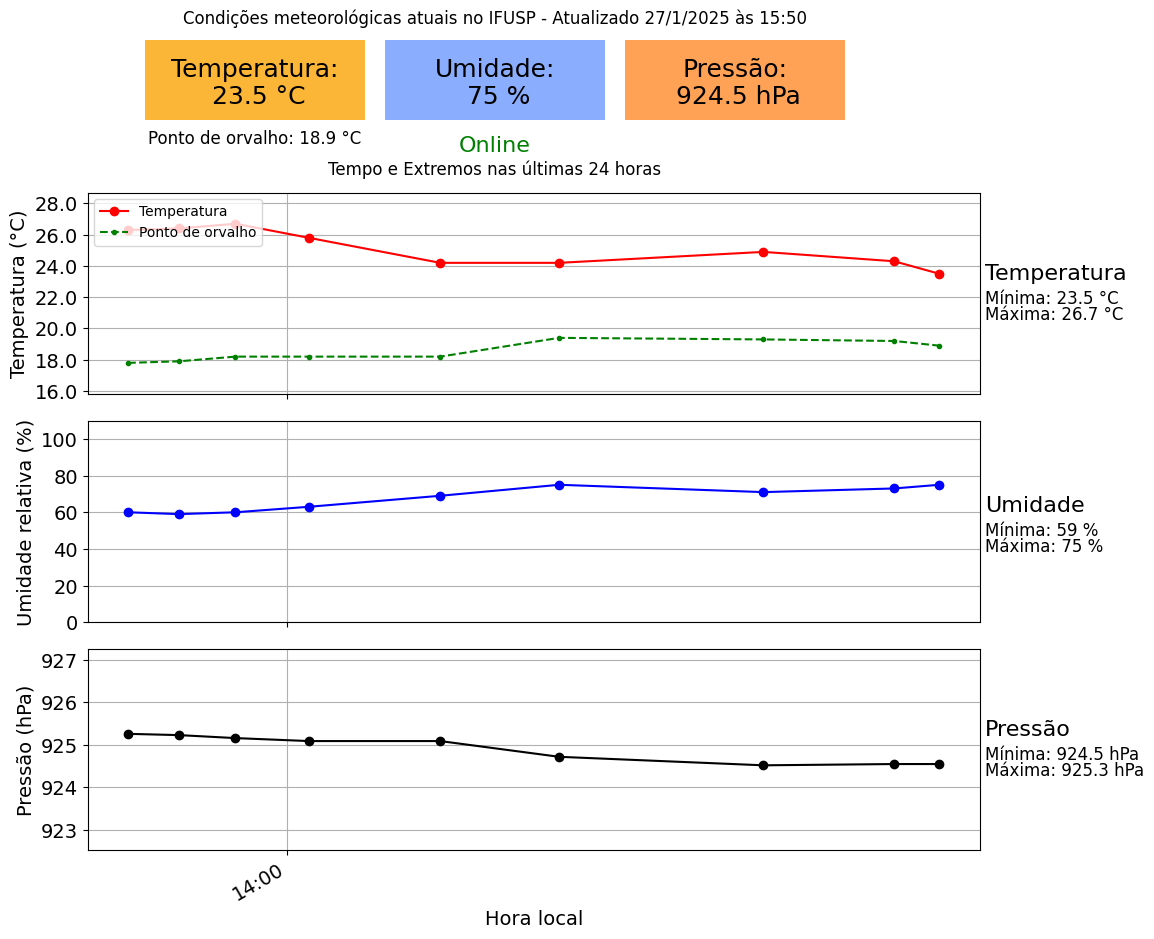 Condições meteorológicas atuais no IFUSP - Atualizado 27/1/2025 às 15:50
Temperatura:
23.5 °C
Umidade:
75 %
Pressão:
924.5 hPa
Ponto de orvalho: 18.9 °C
Online
Tempo e Extremos nas últimas 24 horas
Temperatura (°C)
28.0
26.0
24.0
22.0
20.0
18.0
16.0
Temperatura
Ponto de orvalho
Temperatura
Mínima: 23.5 °C
Máxima: 26.7 °C
Umidade relativa (%)
100
80
60
40
20
0
Umidade
Mínima: 59 %
Máxima: 75 %
Pressão (hPa)
927
926
925
924
923
Pressão
Mínima: 924.5 hPa
Máxima: 925.3 hPa
14:00
Hora local